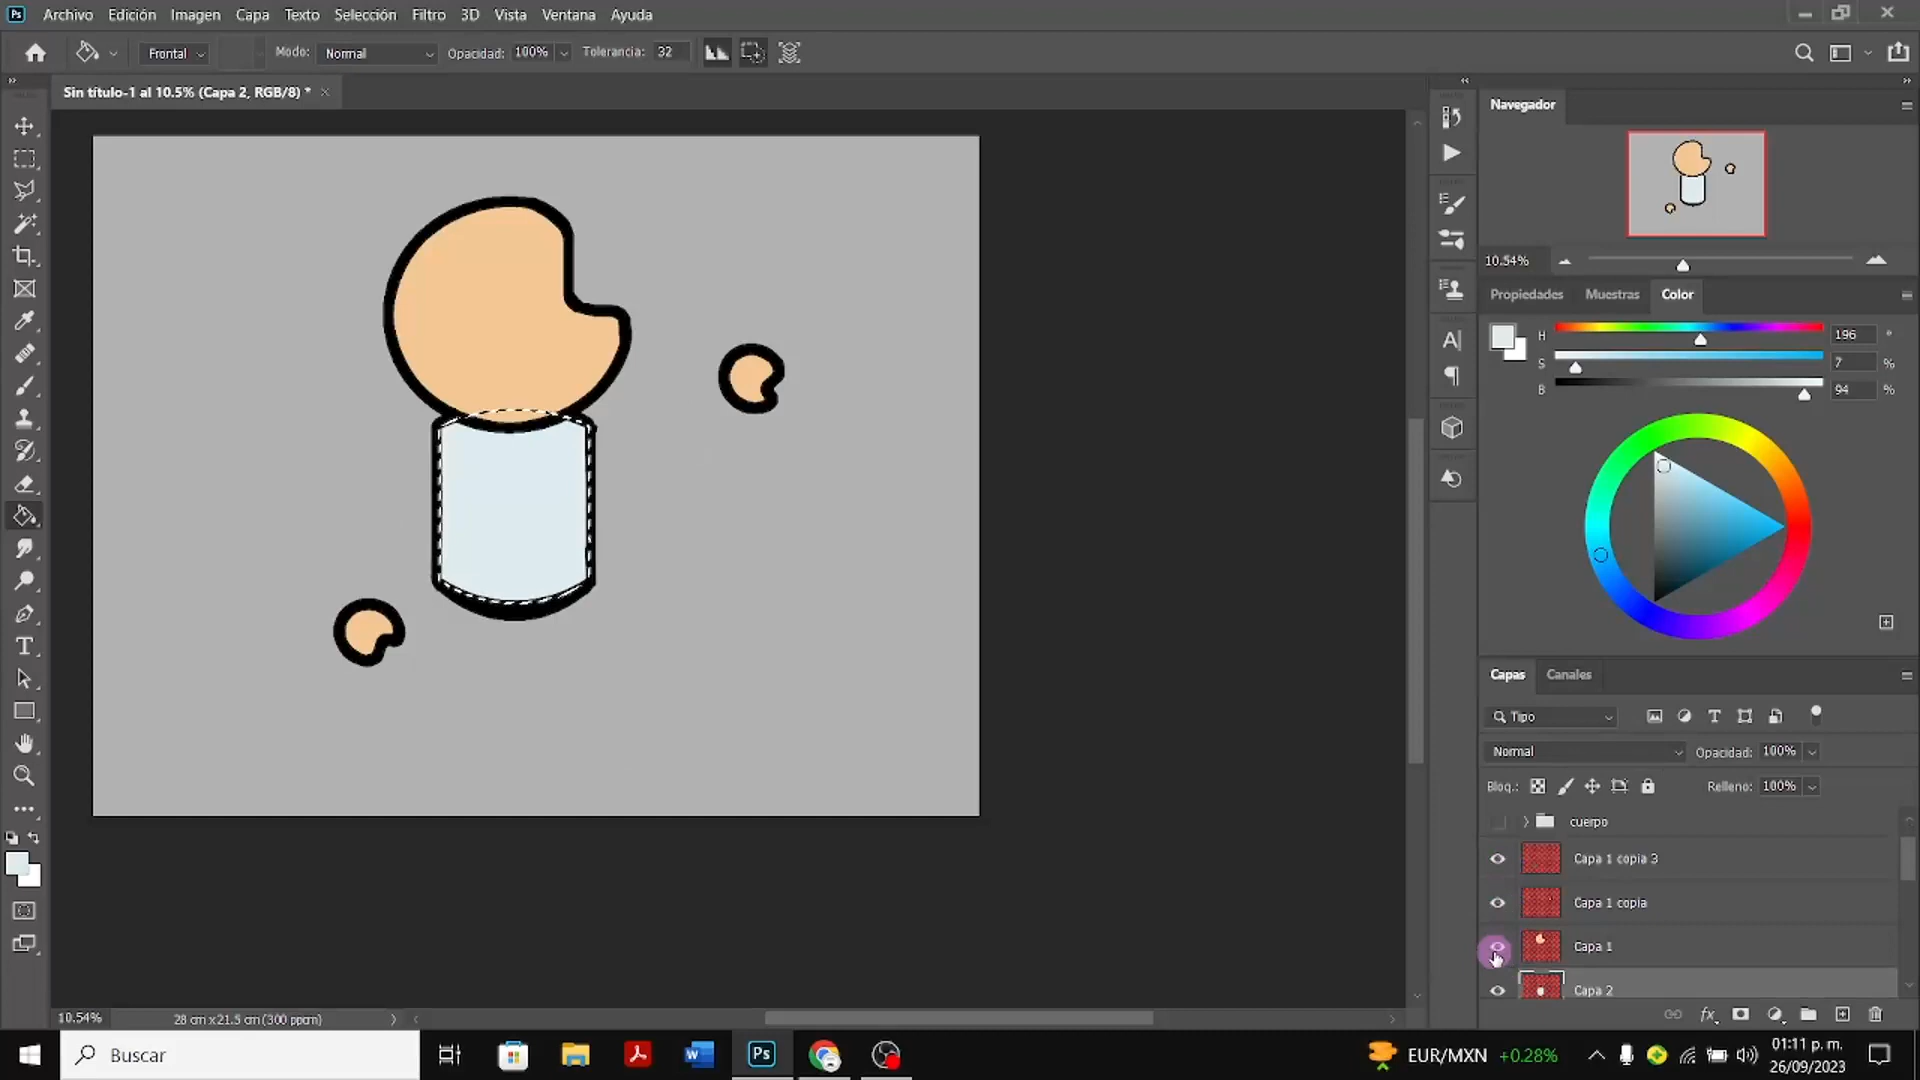 Ps Archivo Edición Imagen Capa Texto Selección Filtro 3D Vista Ventana Ayuda
Frontal Modo: Normal Opacidad: 100% Tolerancia: 32
Sin título-1 al 10.5% (Capa 2, RGB/8) *
Navegador
10.54%
Propiedades Muestras Color
H 196 °
S 7 %
B 94 %
Capas Canales
Tipo
Normal Opacidad: 100%
Bloq.: Relleno: 100%
cuerpo
Capa 1 copia 3
Capa 1 copia
Capa 1
Capa 2
10.54% 28 cm x 21.5 cm (300 ppcm)
Buscar
EUR/MXN +0.28%
01:11 p. m.
26/09/2023